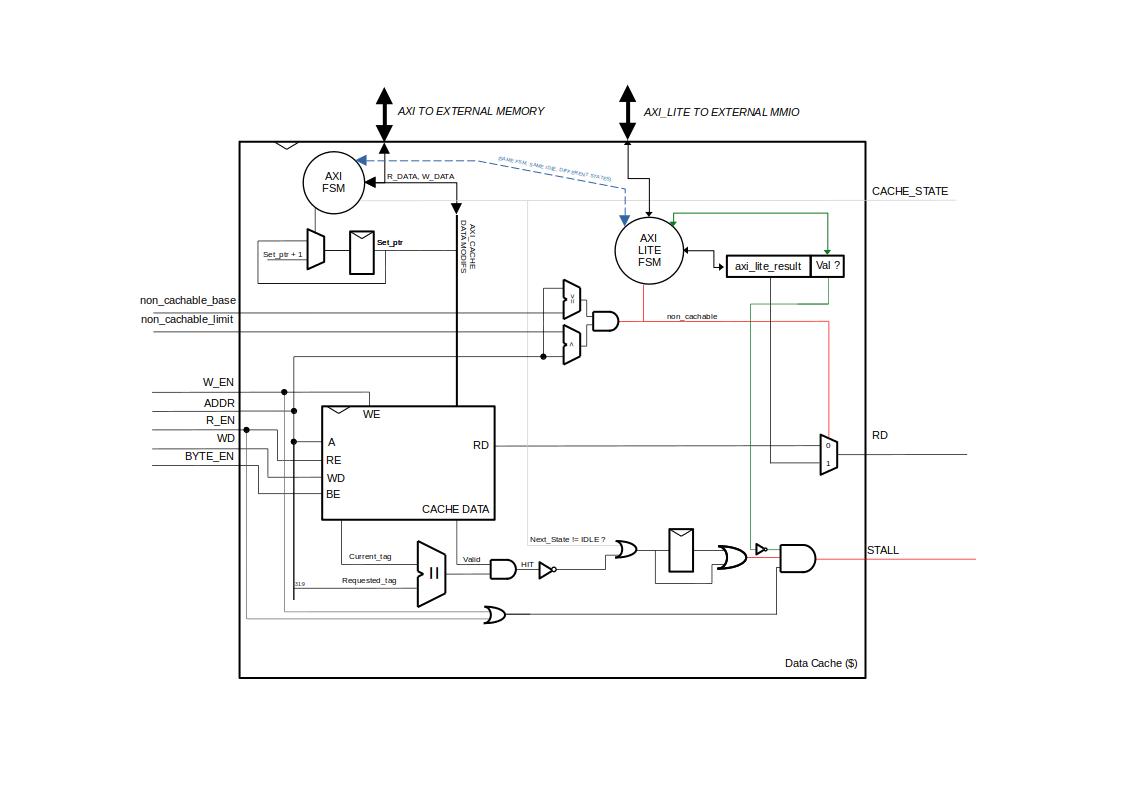 AXI TO EXTERNAL MEMORY
AXI_LITE TO EXTERNAL MMIO
SAME FSM, SAME IDLE, DIFFERENT STATES!
AXI
FSM
R_DATA, W_DATA
CACHE_STATE
AXI_CACHE
DATA MODIFS
Set_ptr
Set_ptr + 1
AXI
LITE
FSM
axi_lite_result
Val ?
non_cachable_base
non_cachable_limit
>=
<
non_cachable
W_EN
ADDR
R_EN
WD
BYTE_EN
WE
A
RE
WD
BE
RD
CACHE DATA
0
1
RD
Current_tag
Valid
=
HIT
Next_State != IDLE ?
STALL
31:9
Requested_tag
Data Cache ($)